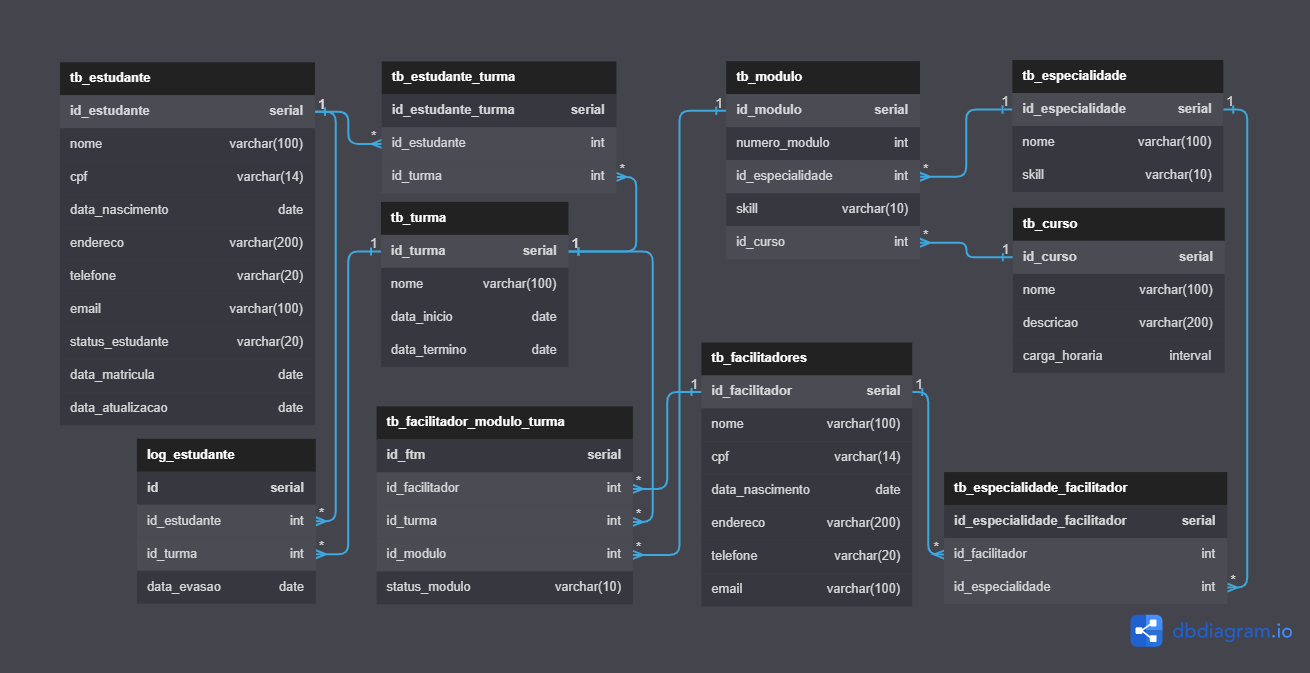 tb_estudante
id_estudante serial
nome varchar(100)
cpf varchar(14)
data_nascimento date
endereco varchar(200)
telefone varchar(20)
email varchar(100)
status_estudante varchar(20)
data_matricula date
data_atualizacao date
1
*
log_estudante
id serial
id_estudante int
id_turma int
data_evasao date
*
*
tb_estudante_turma
id_estudante_turma serial
id_estudante int
id_turma int
*
tb_turma
1
id_turma serial
1
nome varchar(100)
data_inicio date
data_termino date
tb_facilitador_modulo_turma
id_ftm serial
id_facilitador int
id_turma int
id_modulo int
status_modulo varchar(10)
*
*
*
tb_modulo
1
id_modulo serial
numero_modulo int
id_especialidade int
skill varchar(10)
id_curso int
*
*
tb_facilitadores
1
id_facilitador serial
1
nome varchar(100)
cpf varchar(14)
data_nascimento date
endereco varchar(200)
telefone varchar(20)
email varchar(100)
tb_especialidade
1
id_especialidade serial
1
nome varchar(100)
skill varchar(10)
tb_curso
1
id_curso serial
nome varchar(100)
descricao varchar(200)
carga_horaria interval
tb_especialidade_facilitador
id_especialidade_facilitador serial
*
id_facilitador int
id_especialidade int
*
dbdiagram.io